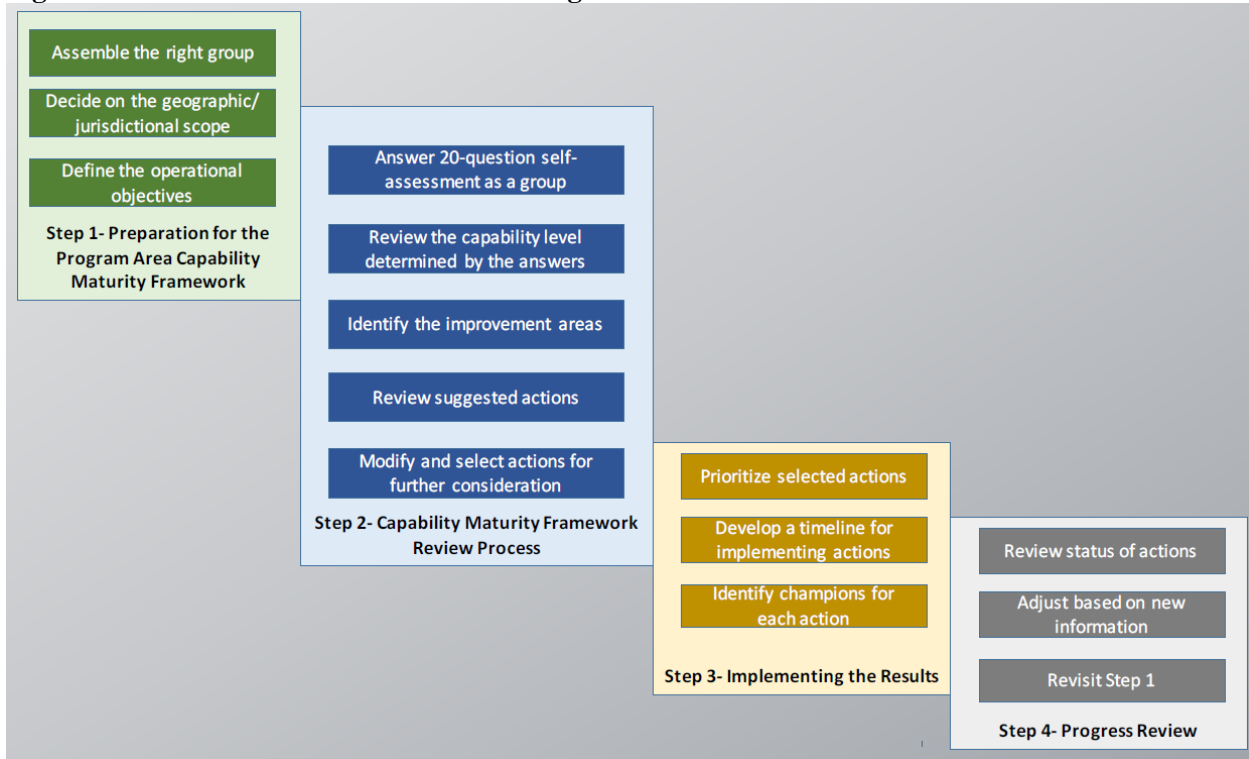 Assemble the right group
Decide on the geographic/
jurisdictional scope
Define the operational
objectives
Step 1- Preparation for the
Program Area Capability
Maturity Framework
Answer 20-question self-
assessment as a group
Review the capability level
determined by the answers
Identify the improvement areas
Review suggested actions
Modify and select actions for
further consideration
Step 2- Capability Maturity Framework
Review Process
Prioritize selected actions
Develop a timeline for
implementing actions
Identify champions for
each action
Step 3- Implementing the Results
Review status of actions
Adjust based on new
information
Revisit Step 1
Step 4- Progress Review